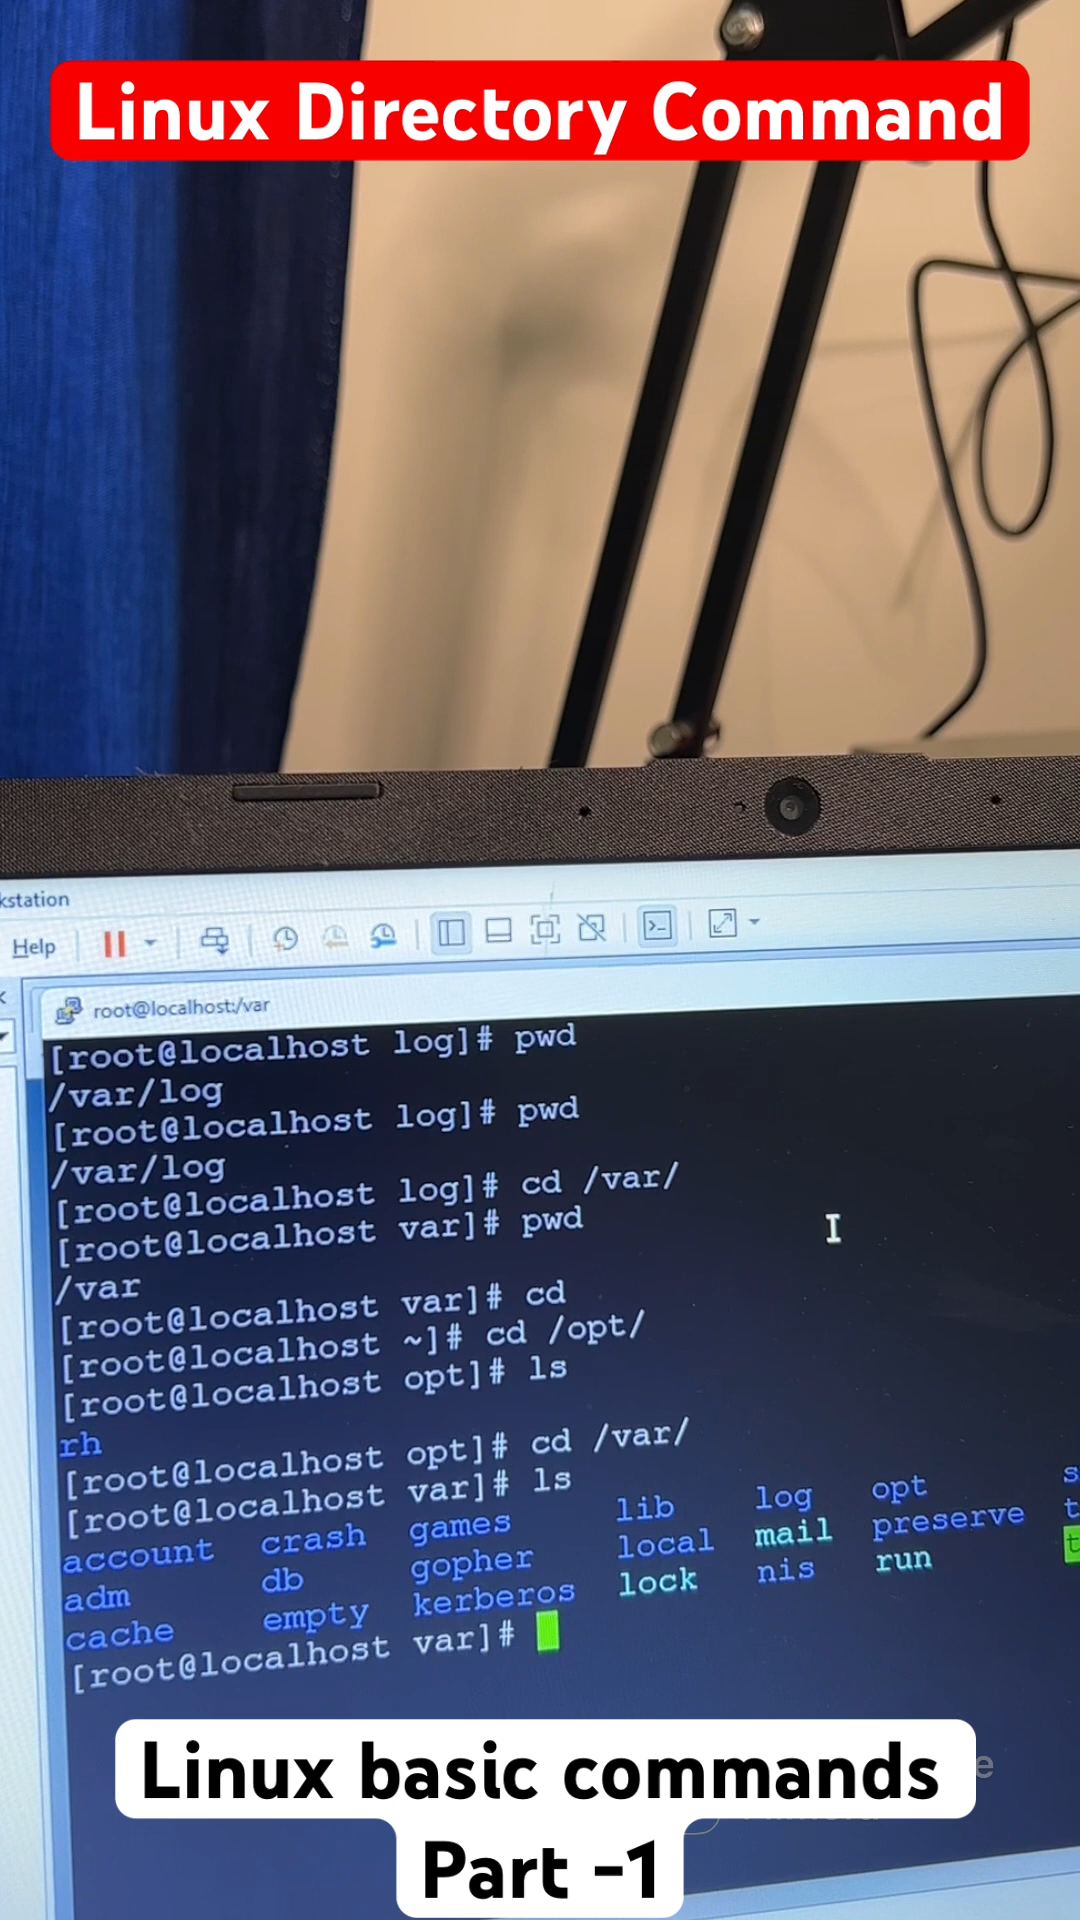 Linux Directory Command
kstation
Help
root@localhost:/var
[root@localhost log]# pwd
/var/log
[root@localhost log]# pwd
/var/log
[root@localhost log]# cd /var/
[root@localhost var]# pwd
/var
[root@localhost var]# cd
[root@localhost ~]# cd /opt/
[root@localhost opt]# ls
rh
[root@localhost opt]# cd /var/
[root@localhost var]# ls
account crash games lib log opt s
adm db gopher local mail preserve t
cache empty kerberos lock nis run t
[root@localhost var]#
Linux basic commands
Part -1